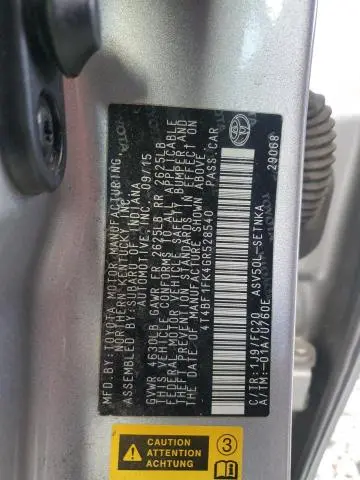 MFD.BY: TOYOTA MOTOR MANUFACTURING,
NORTHERN KENTUCKY, INC.
ASSEMBLED BY: SUBARU OF INDIANA
AUTOMOTIVE, INC. 09/15
GVWR 4630LB GAWR FR 2625LB RR 2625LB
THIS VEHICLE CONFORMS TO ALL APPLICABLE
FEDERAL MOTOR VEHICLE SAFETY, BUMPER, AND
THEFT PREVENTION STANDARDS IN EFFECT ON
THE DATE OF MANUFACTURE SHOWN ABOVE.
4T4BF1FK4GR528540 PASS.CAR
C/TR:1J9/FC20 ASV50L-SETNKA
A/TM:-01A/U760E
29068
CAUTION
ATTENTION
ACHTUNG
3